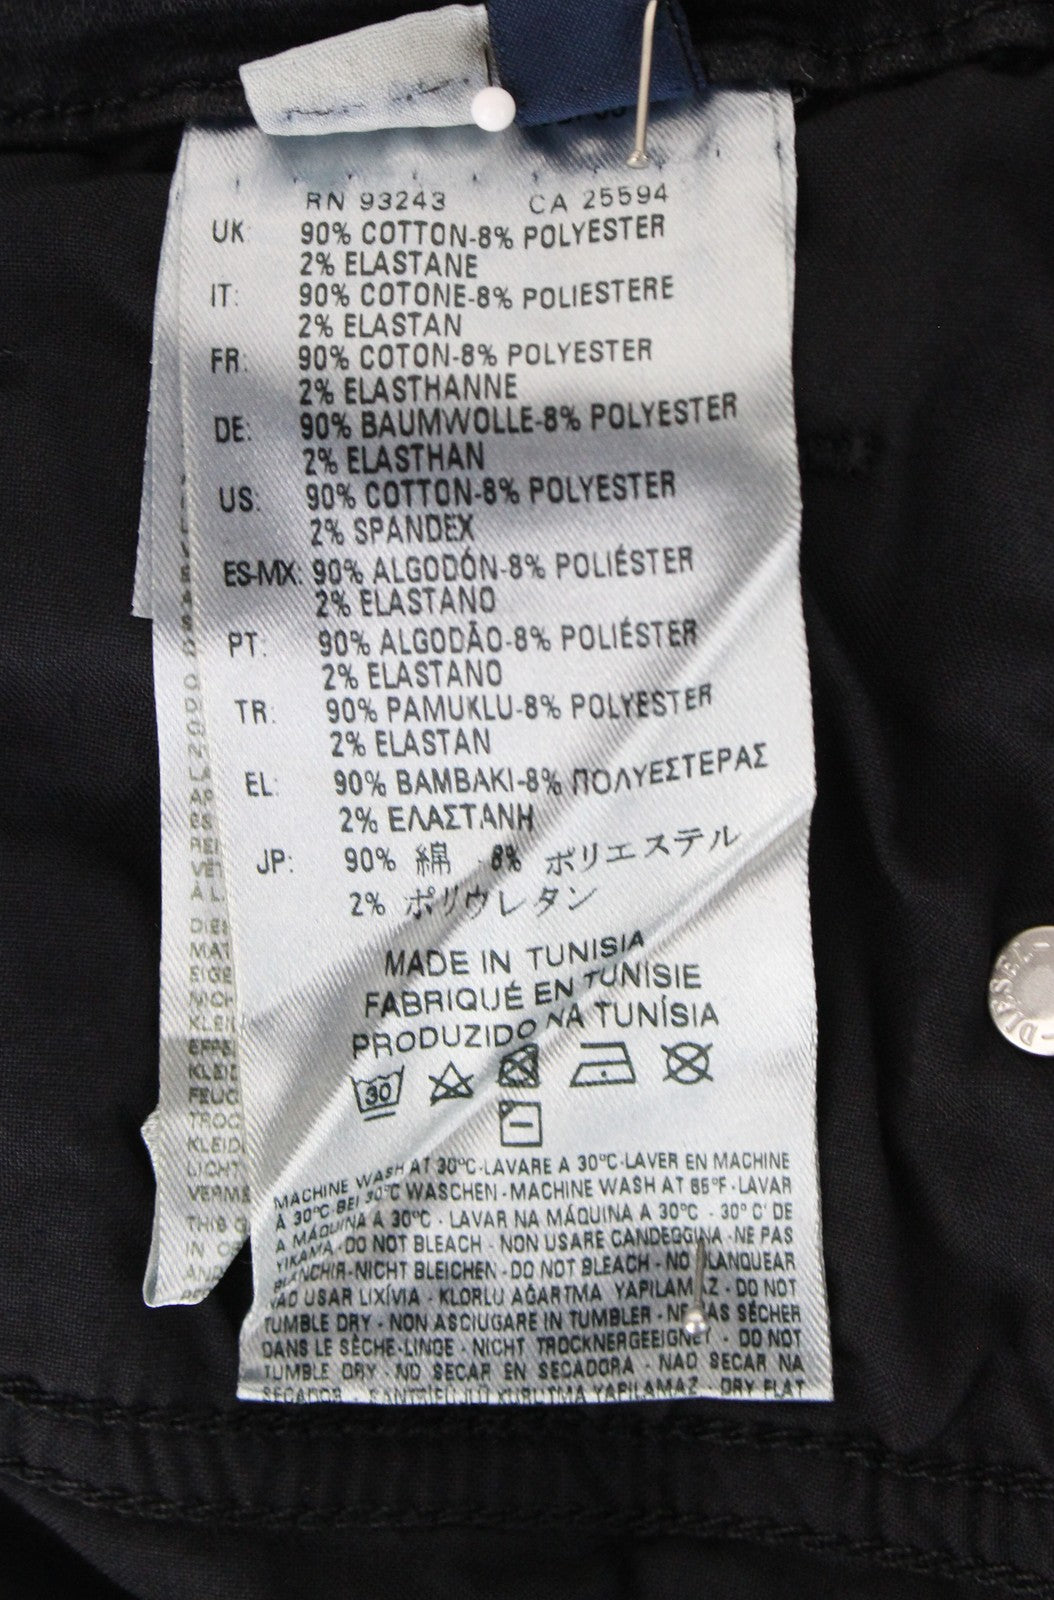 RN 93243 CA 25594
UK: 90% COTTON-8% POLYESTER
2% ELASTANE
IT: 90% COTONE-8% POLIESTERE
2% ELASTAN
FR: 90% COTON-8% POLYESTER
2% ELASTHANNE
DE: 90% BAUMWOLLE-8% POLYESTER
2% ELASTHAN
US: 90% COTTON-8% POLYESTER
2% SPANDEX
ES-MX: 90% ALGODÓN-8% POLIÉSTER
2% ELASTANO
PT: 90% ALGODÃO-8% POLIÉSTER
2% ELASTANO
TR: 90% PAMUKLU-8% POLYESTER
2% ELASTAN
EL: 90% BAMBAKI-8% ΠΟΛΥΕΣΤΕΡΑΣ
2% ΕΛΑΣΤΑΝΗ
JP: 90% 綿 8% ポリエステル
2% ポリウレタン
MADE IN TUNISIA
FABRIQUÉ EN TUNISIE
PRODUZIDO NA TUNÍSIA
30
MACHINE WASH AT 30°C-LAVARE A 30°C-LAVER EN MACHINE
À 30°C-BEI 30°C WASCHEN - MACHINE WASH AT 85°F - LAVAR
A MÁQUINA A 30°C - LAVAR NA MÁQUINA A 30°C - 30° C' DE
YIKAMA-DO NOT BLEACH - NON USARE CANDEGGINA -NE PAS
BLANCHIR-NICHT BLEICHEN -DO NOT BLEACH - NO BLANQUEAR
NAO USAR LIXÍVIA - KLORLU AĞARTMA YAPILAMAZ - DO NOT
TUMBLE DRY - NON ASCIUGARE IN TUMBLER - NE PAS SÉCHER
DANS LE SÈCHE-LINGE - NICHT TROCKNERGEEIGNET - DO NOT
TUMBLE DRY -NO SECAR EN SECADORA - NAO SECAR NA
SECADOR - SANTRİFUJLU KURUTMA YAPILAMAZ - DRY FLAT
DIESEL